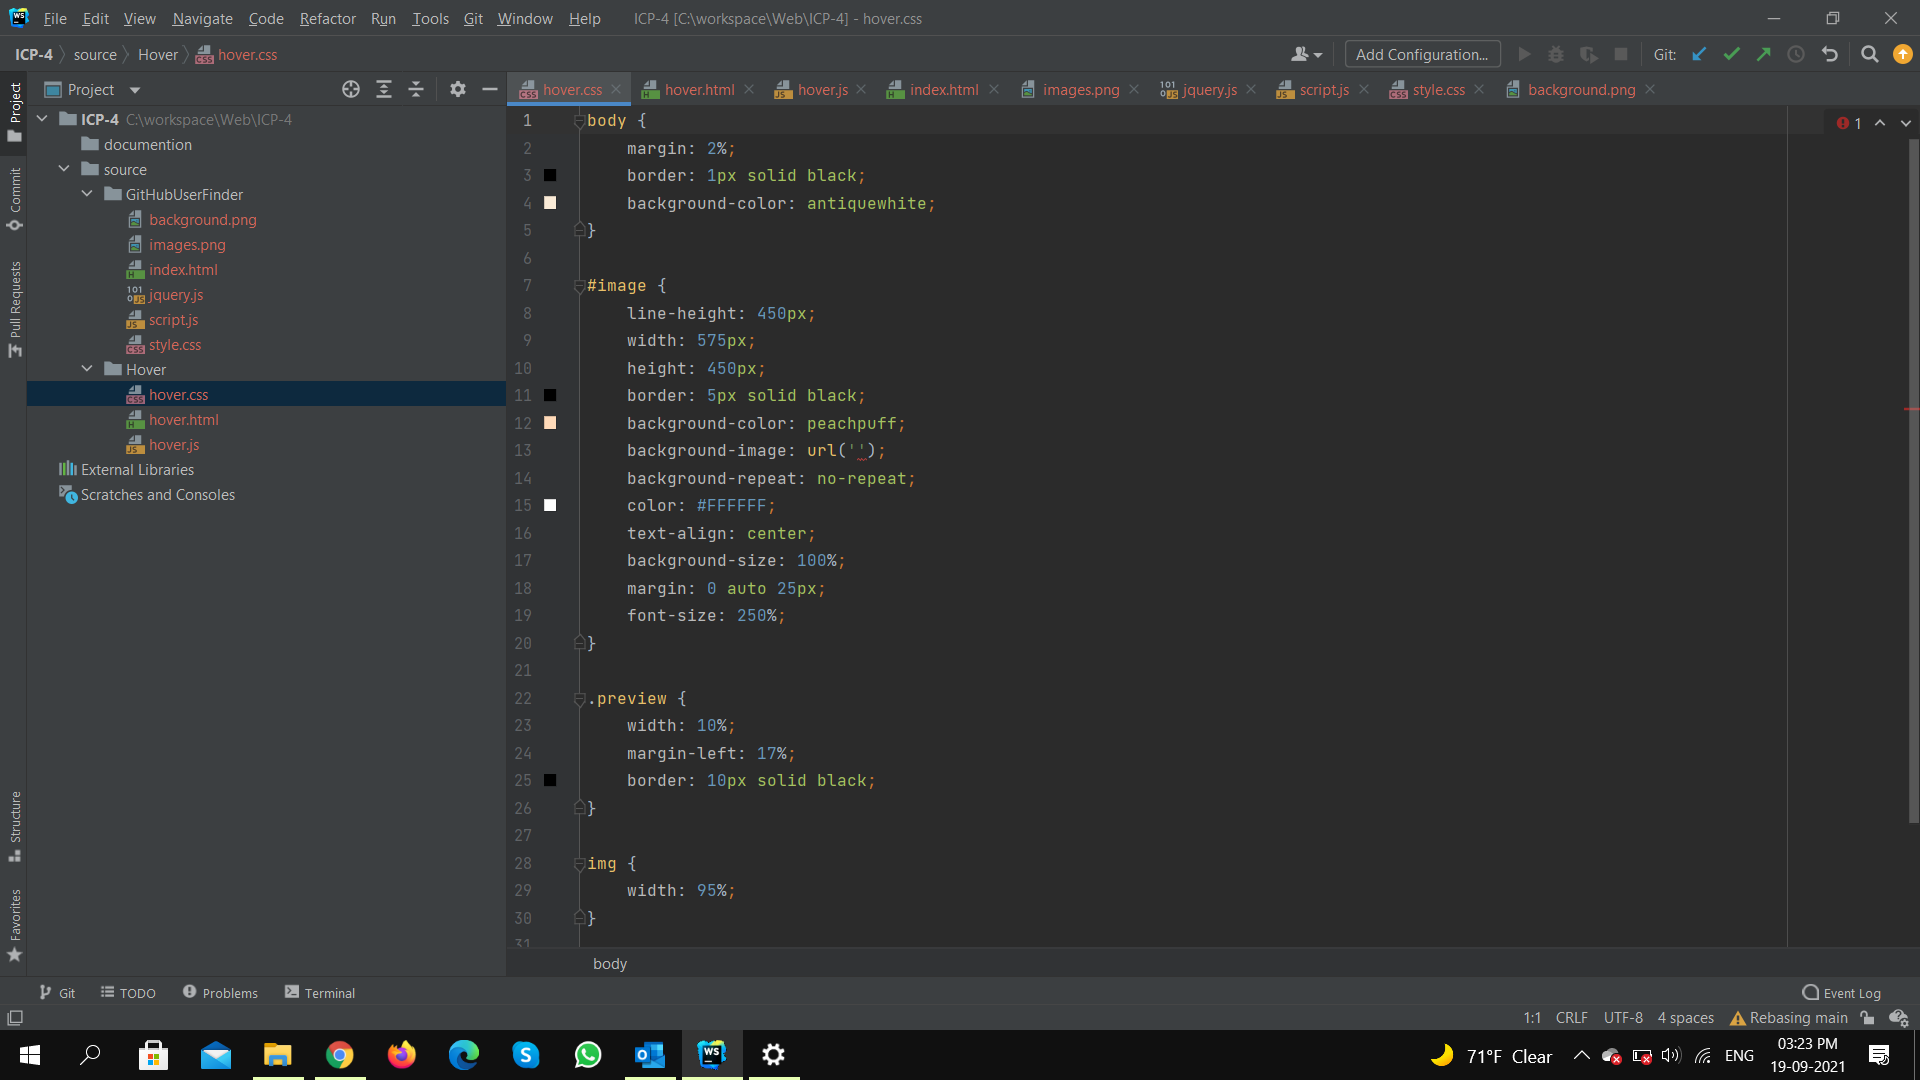 File Edit View Navigate Code Refactor Run Tools Git Window Help ICP-4 [C:\workspace\Web\ICP-4] - hover.css
ICP-4 source Hover hover.css Add Configuration... Git:
Project
hover.css hover.html hover.js index.html images.png jquery.js script.js style.css background.png
ICP-4 C:\workspace\Web\ICP-4
documention
source
GitHubUserFinder
background.png
images.png
index.html
jquery.js
script.js
style.css
Hover
hover.css
hover.html
hover.js
External Libraries
Scratches and Consoles
Project
Commit
Pull Requests
Structure
Favorites
1 body {
2 margin: 2%;
3 border: 1px solid black;
4 background-color: antiquewhite;
5 }
6
7 #image {
8 line-height: 450px;
9 width: 575px;
10 height: 450px;
11 border: 5px solid black;
12 background-color: peachpuff;
13 background-image: url('');
14 background-repeat: no-repeat;
15 color: #FFFFFF;
16 text-align: center;
17 background-size: 100%;
18 margin: 0 auto 25px;
19 font-size: 250%;
20 }
21
22 .preview {
23 width: 10%;
24 margin-left: 17%;
25 border: 10px solid black;
26 }
27
28 img {
29 width: 95%;
30 }
31
1
body
Git TODO Problems Terminal Event Log
1:1 CRLF UTF-8 4 spaces Rebasing main
71°F Clear ENG 03:23 PM
19-09-2021